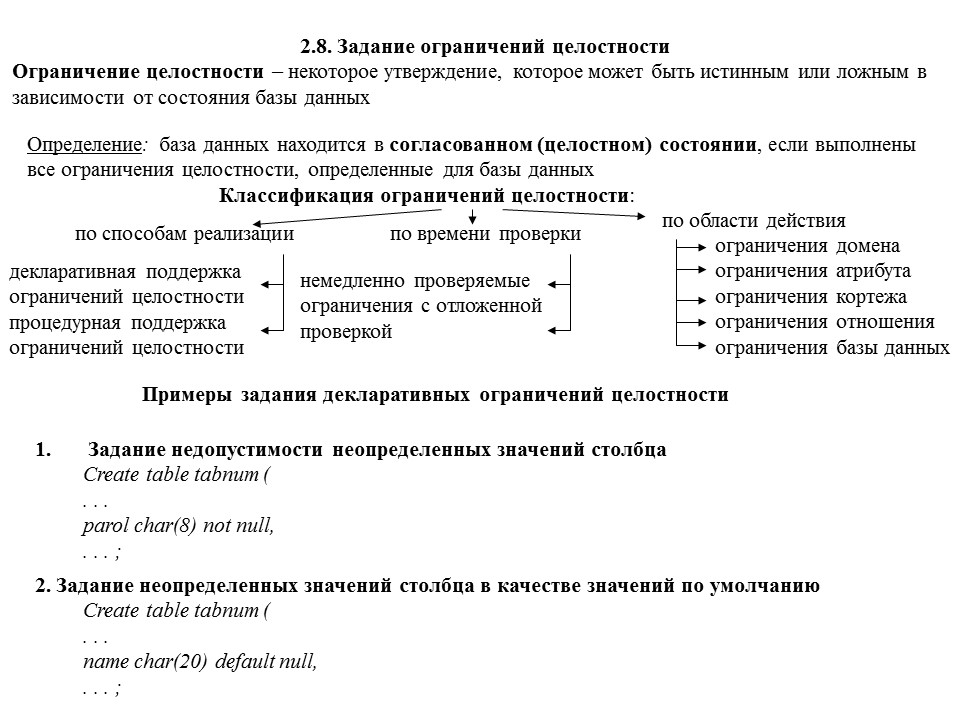 2.8. Задание ограничений целостности
Ограничение целостности – некоторое утверждение, которое может быть истинным или ложным в
зависимости от состояния базы данных
Определение: база данных находится в согласованном (целостном) состоянии, если выполнены
все ограничения целостности, определенные для базы данных
Классификация ограничений целостности:
по способам реализации
декларативная поддержка
ограничений целостности
процедурная поддержка
ограничений целостности
по времени проверки
немедленно проверяемые
ограничения с отложенной
проверкой
по области действия
ограничения домена
ограничения атрибута
ограничения кортежа
ограничения отношения
ограничения базы данных
Примеры задания декларативных ограничений целостности
1. Задание недопустимости неопределенных значений столбца
Create table tabnum (
. . .
parol char(8) not null,
. . . ;
2. Задание неопределенных значений столбца в качестве значений по умолчанию
Create table tabnum (
. . .
name char(20) default null,
. . . ;